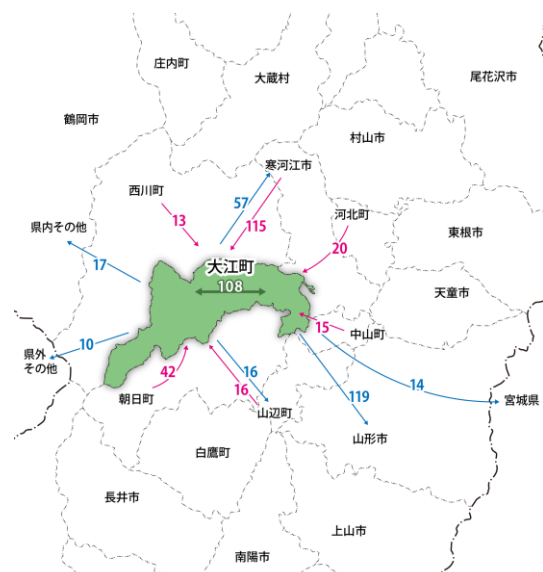 庄内町
大蔵村
尾花沢市
鶴岡市
村山市
寒河江市
西川町
57
115
13
河北町
20
東根市
県内その他
17
大江町
108
天童市
15
中山町
10
県外
その他
42
16
16
119
14
朝日町
山辺町
宮城県
山形市
白鷹町
長井市
上山市
南陽市